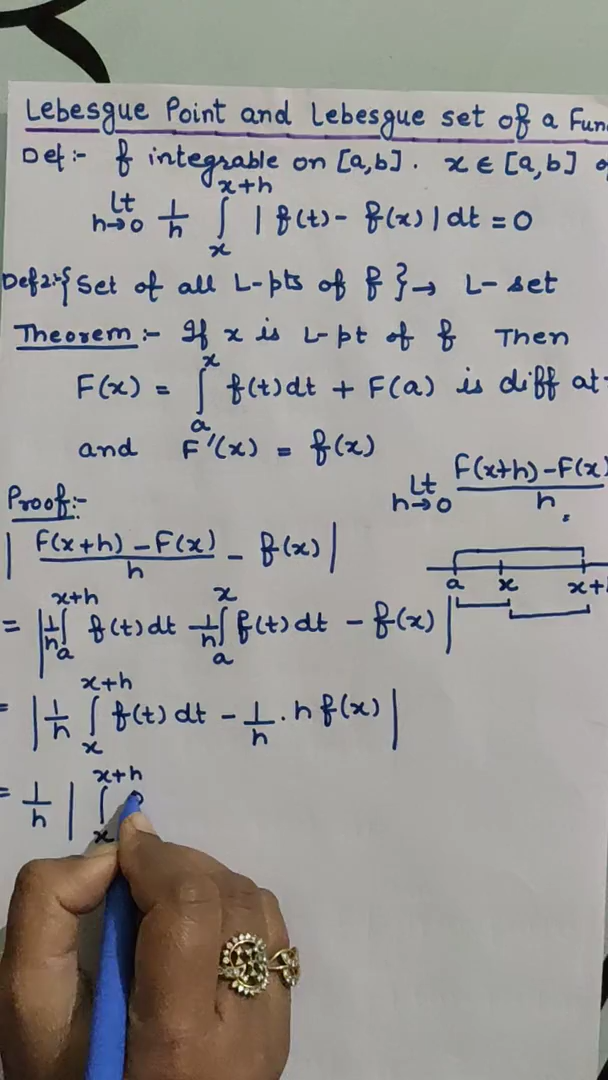 Lebesgue Point and Lebesgue set of a Fun
Def:- f integrable on [a,b]. x ∈ [a,b]
Lt h→0 1/h ∫_x^{x+h} |f(t) - f(x)| dt = 0
Def2:- {Set of all L-pts of f} → L-set
Theorem:- If x is L-pt of f Then
F(x) = ∫_a^x f(t)dt + F(a) is diff at
and F'(x) = f(x)
Proof:-
Lt h→0 (F(x+h) - F(x))/h
| (F(x+h) - F(x))/h - f(x) |
a x x+h
= | 1/h ∫_a^{x+h} f(t)dt - 1/h ∫_a^x f(t)dt - f(x) |
= | 1/h ∫_x^{x+h} f(t)dt - 1/h . h f(x) |
= 1/h | ∫_x^{x+h}